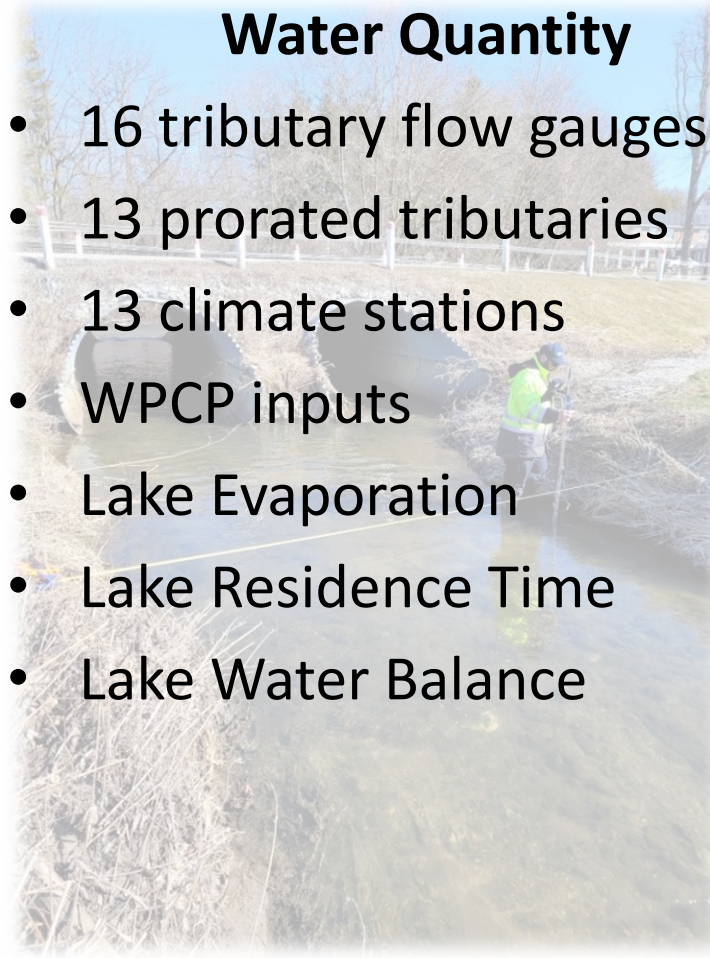 Water Quantity
• 16 tributary flow gauges
• 13 prorated tributaries
• 13 climate stations
• WPCP inputs
• Lake Evaporation
• Lake Residence Time
• Lake Water Balance